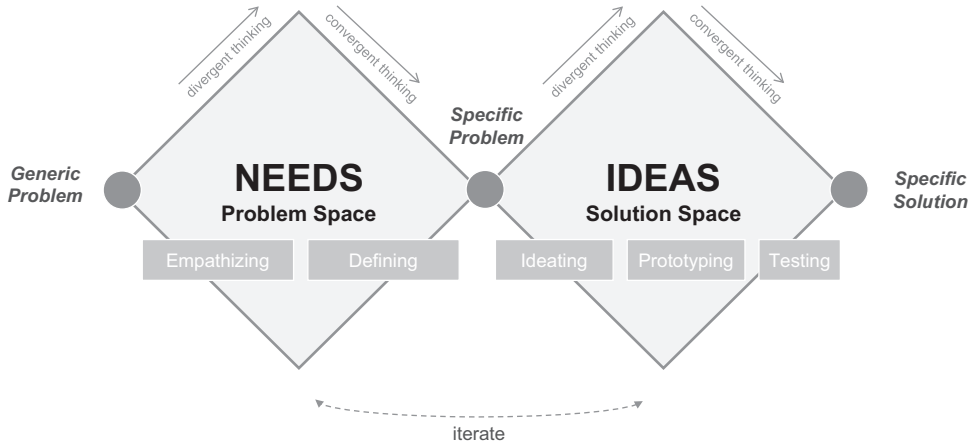 divergent thinking
convergent thinking
divergent thinking
convergent thinking
Specific
Problem
Generic
Problem
NEEDS
Problem Space
IDEAS
Solution Space
Specific
Solution
Empathizing
Defining
Ideating
Prototyping
Testing
iterate